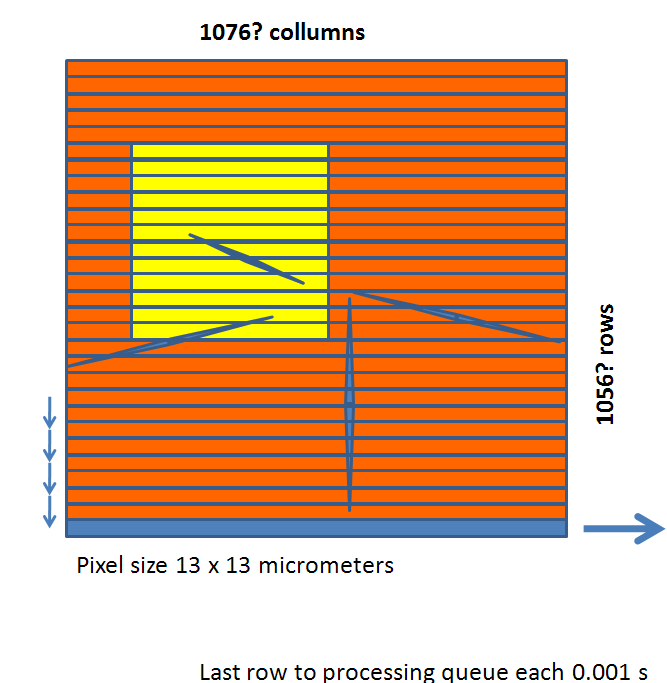 1076? collumns
1056? rows
Pixel size 13 x 13 micrometers
Last row to processing queue each 0.001 s